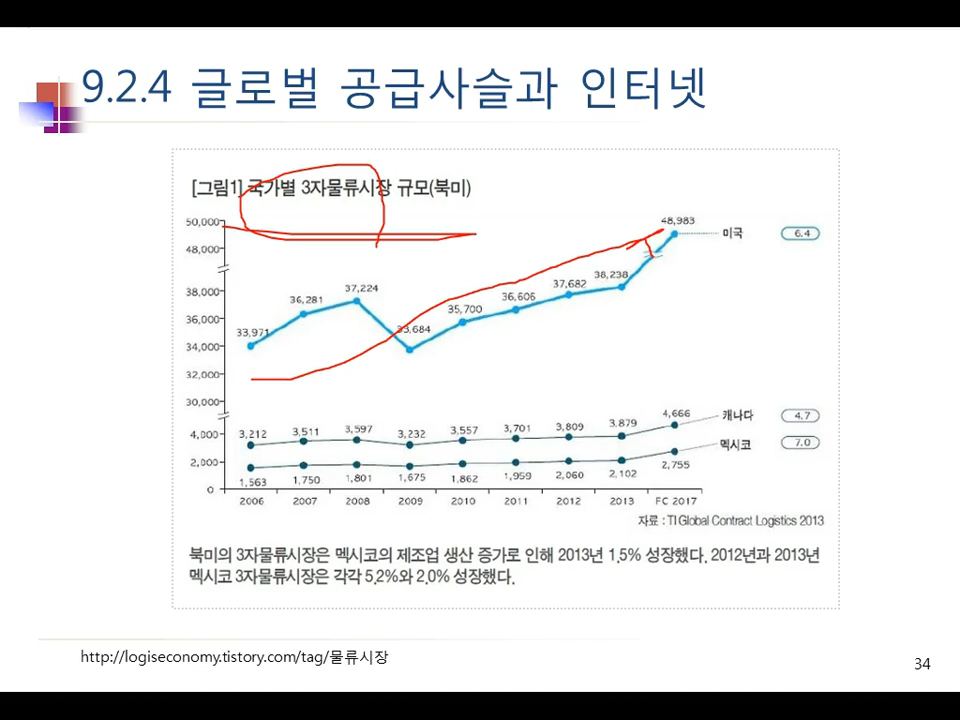 9.2.4 글로벌 공급사슬과 인터넷
[그림1] 국가별 3자물류시장 규모(북미)
50,000
48,000
38,000
36,000
34,000
32,000
30,000
4,000
2,000
0
33,971 36,281 37,224 33,684 35,700 36,606 37,682 38,238 48,983 미국 6.4
3,212 3,511 3,597 3,232 3,557 3,701 3,809 3,879 4,666 캐나다 4.7
1,563 1,750 1,801 1,675 1,862 1,959 2,060 2,102 2,755 멕시코 7.0
2006 2007 2008 2009 2010 2011 2012 2013 FC 2017
자료 : TI Global Contract Logistics 2013
북미의 3자물류시장은 멕시코의 제조업 생산 증가로 인해 2013년 1.5% 성장했다. 2012년과 2013년
멕시코 3자물류시장은 각각 5.2%와 2.0% 성장했다.
http://logiseconomy.tistory.com/tag/물류시장
34